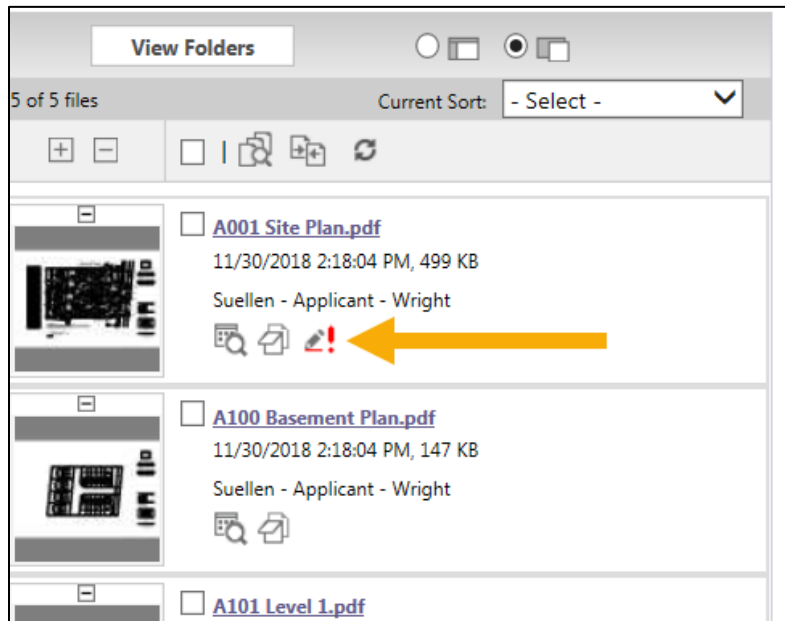 View Folders
5 of 5 files
Current Sort: - Select -
A001 Site Plan.pdf
11/30/2018 2:18:04 PM, 499 KB
Suellen - Applicant - Wright
A100 Basement Plan.pdf
11/30/2018 2:18:04 PM, 147 KB
Suellen - Applicant - Wright
A101 Level 1.pdf